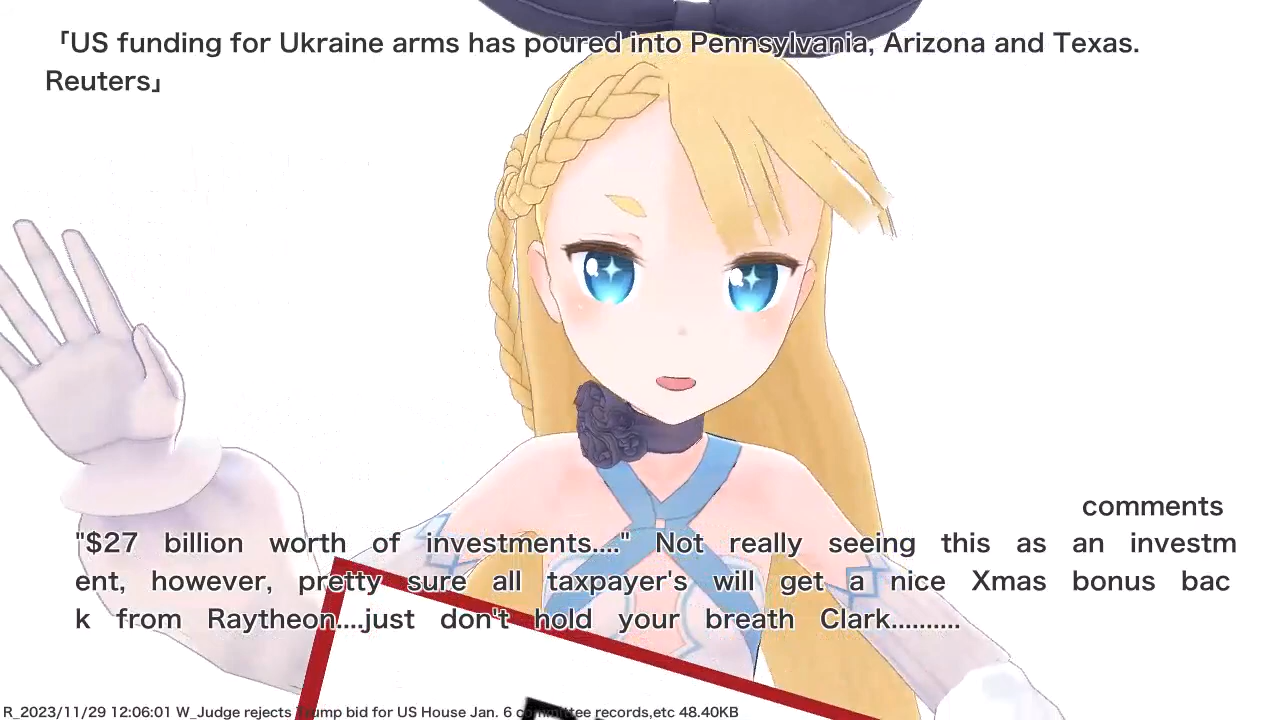 「US funding for Ukraine arms has poured into Pennsylvania, Arizona and Texas.
Reuters」
comments
"$27 billion worth of investments...." Not really seeing this as an investm
ent, however, pretty sure all taxpayer's will get a nice Xmas bonus bac
k from Raytheon....just don't hold your breath Clark..........
R_2023/11/29 12:06:01 W_Judge rejects Trump bid for US House Jan. 6 committee records,etc 48.40KB